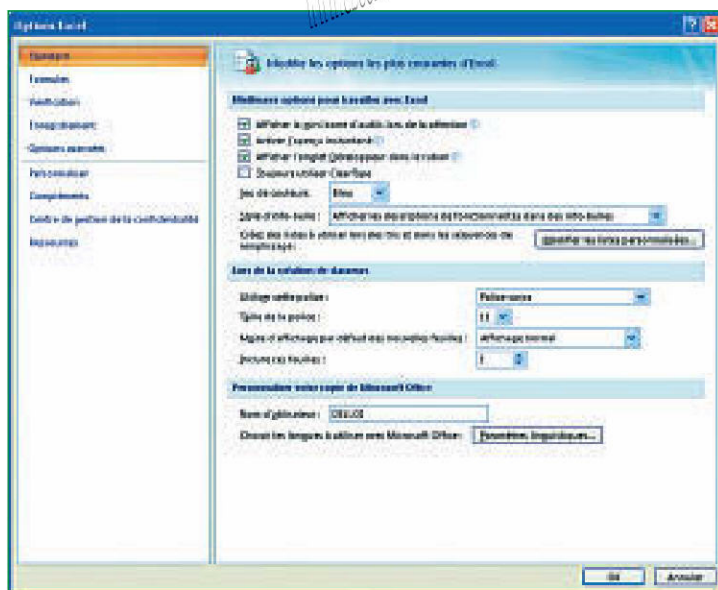 Options Excel
Standard
Formules
Vérification
Enregistrement
Options avancées
Personnaliser
Compléments
Centre de gestion de la confidentialité
Ressources
Modifier les options les plus courantes d'Excel.
Meilleures options pour travailler avec Excel
Afficher la mini barre d'outils lors de la sélection
Activer l'aperçu instantané
Afficher l'onglet Développeur dans le ruban
Toujours utiliser ClearType
Jeu de couleurs : Bleu
Style d'info-bulle : Afficher les descriptions de fonctionnalités dans des info-bulles
Créez des listes à utiliser lors des tris et dans les séquences de remplissage : Modifier les listes personnalisées...
Lors de la création de classeurs
Utiliser cette police : Police corps
Taille de la police : 11
Mode d'affichage par défaut des nouvelles feuilles : Affichage Normal
Inclure ces feuilles : 3
Personnaliser votre copie de Microsoft Office
Nom d'utilisateur :
Choisir les langues à utiliser avec Microsoft Office : Paramètres linguistiques...
OK Annuler